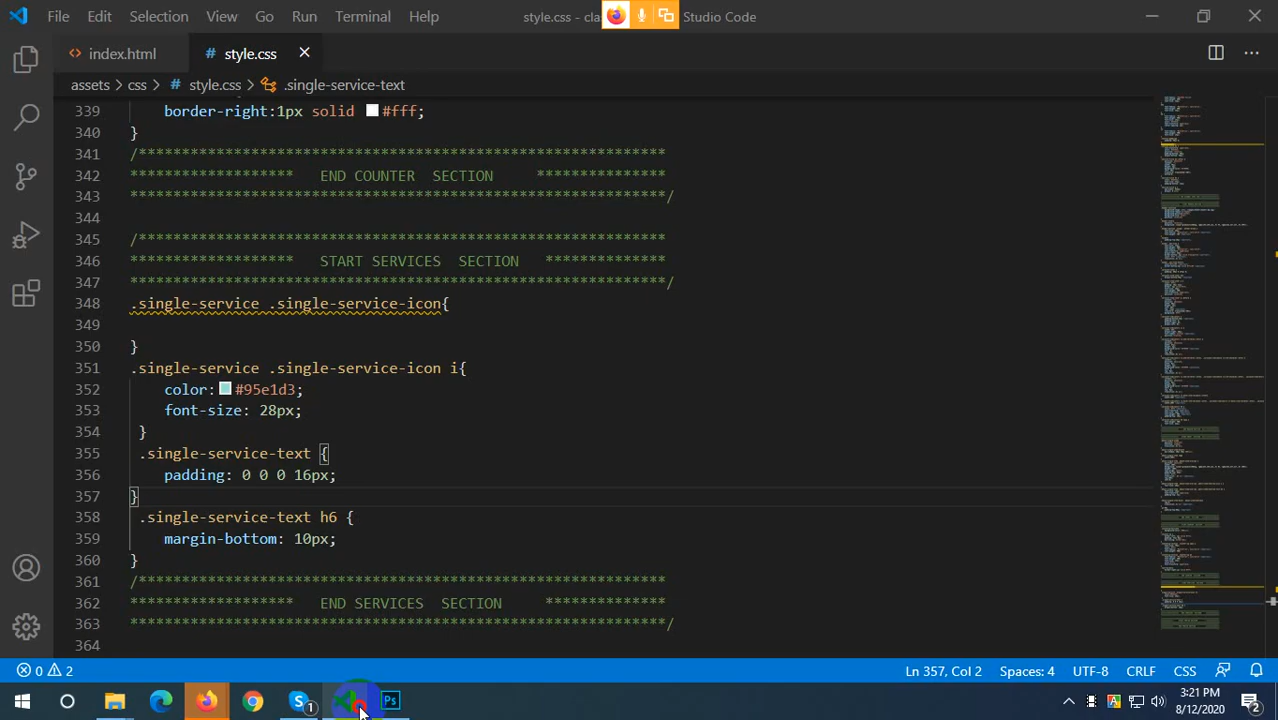 File Edit Selection View Go Run Terminal Help style.css - cla Studio Code
index.html # style.css
assets > css > # style.css > .single-service-text
339 border-right:1px solid #fff;
340 }
341 /**************************************************************
342 ******************* END COUNTER SECTION ****************
343 ***************************************************************/
344
345 /**************************************************************
346 ******************* START SERVICES SECTION ***************
347 ***************************************************************/
348 .single-service .single-service-icon{
349
350 }
351 .single-service .single-service-icon i{
352 color: #95e1d3;
353 font-size: 28px;
354 }
355 .single-service-text {
356 padding: 0 0 0 16px;
357 }
358 .single-service-text h6 {
359 margin-bottom: 10px;
360 }
361 /**************************************************************
362 ******************* END SERVICES SECTION ***************
363 ***************************************************************/
364
0 2 Ln 357, Col 2 Spaces: 4 UTF-8 CRLF CSS
1 Ps A 3:21 PM
8/12/2020 2